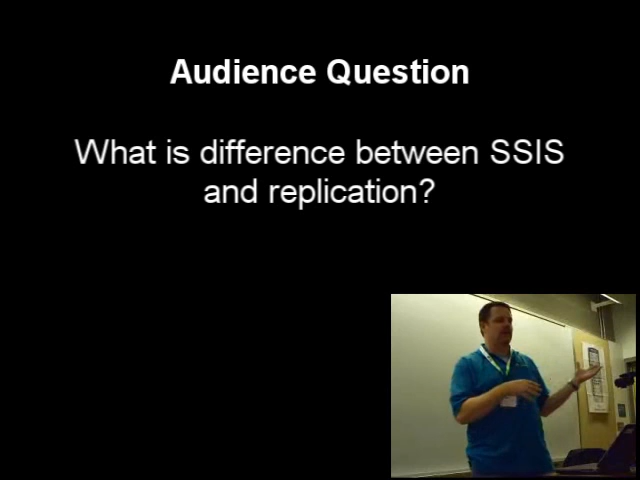 Audience Question
What is difference between SSIS
and replication?